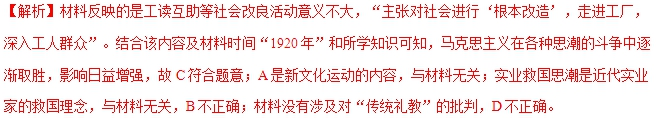 【解析】材料反映的是工读互助等社会改良活动意义不大，“主张对社会进行‘根本改造’，走进工厂，
深入工人群众”。结合该内容及材料时间“1920年”和所学知识可知，马克思主义在各种思潮的斗争中逐
渐取胜，影响日益增强，故 C 符合题意；A 是新文化运动的内容，与材料无关；实业救国思潮是近代实业
家的救国理念，与材料无关，B 不正确；材料没有涉及对“传统礼教”的批判，D 不正确。